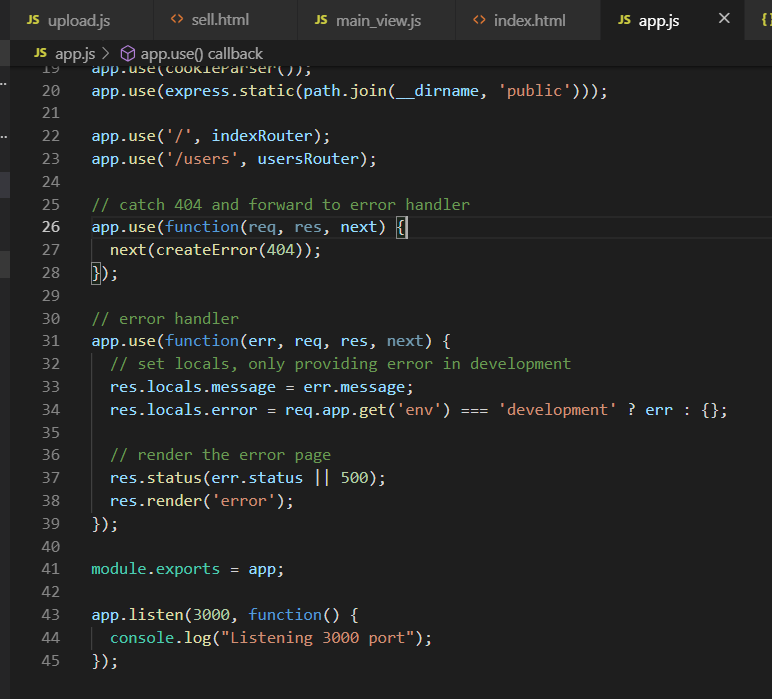 JS upload.js <> sell.html JS main_view.js <> index.html JS app.js × {}
JS app.js > app.use() callback
19 app.use(cookieParser());
20 app.use(express.static(path.join(__dirname, 'public')));
21
22 app.use('/', indexRouter);
23 app.use('/users', usersRouter);
24
25 // catch 404 and forward to error handler
26 app.use(function(req, res, next) {
27   next(createError(404));
28 });
29
30 // error handler
31 app.use(function(err, req, res, next) {
32   // set locals, only providing error in development
33   res.locals.message = err.message;
34   res.locals.error = req.app.get('env') === 'development' ? err : {};
35
36   // render the error page
37   res.status(err.status || 500);
38   res.render('error');
39 });
40
41 module.exports = app;
42
43 app.listen(3000, function() {
44   console.log("Listening 3000 port");
45 });